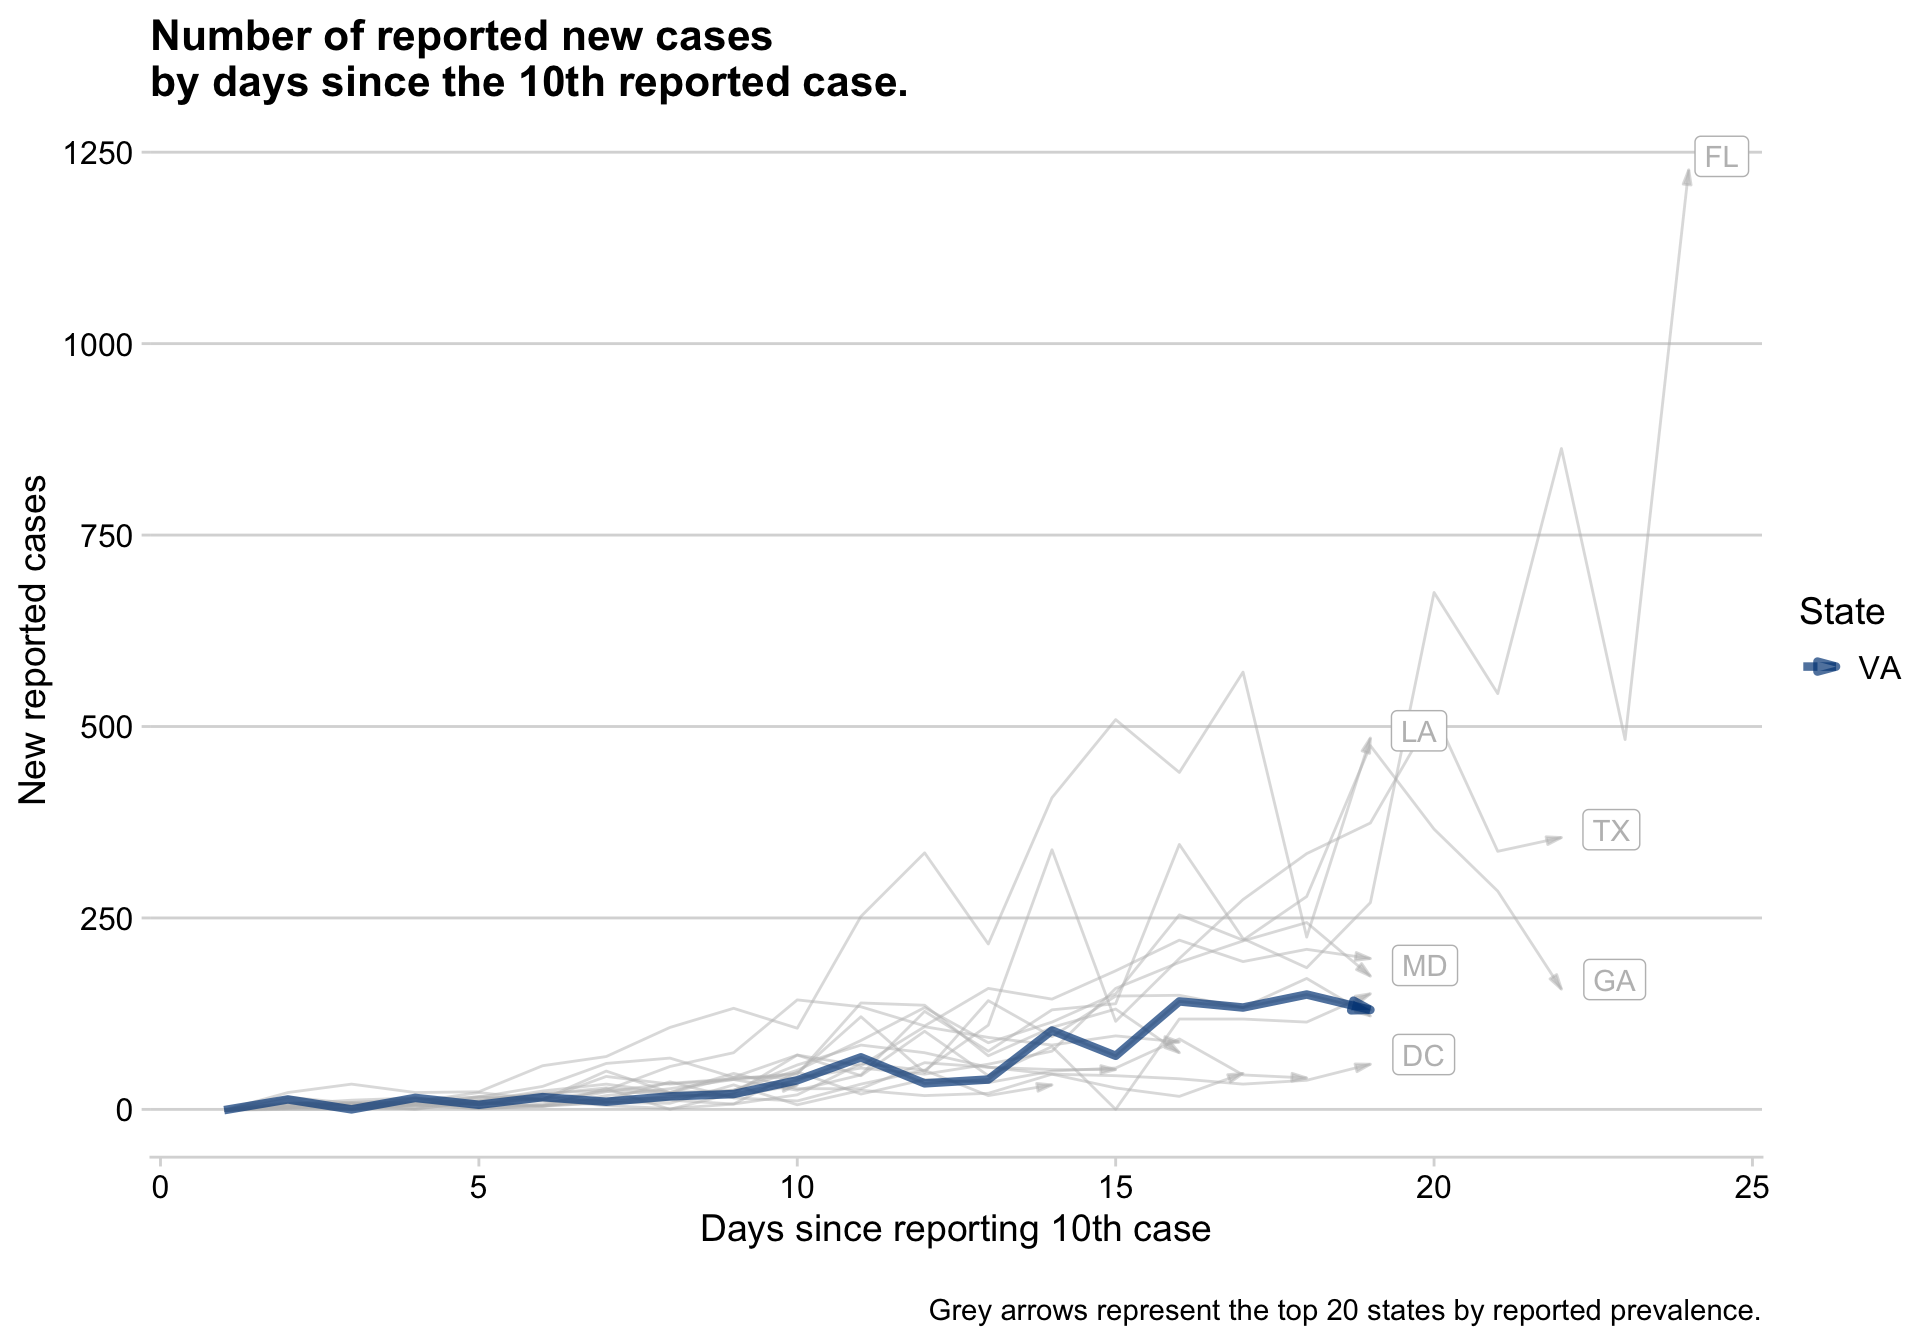 Number of reported new cases
by days since the 10th reported case.
1250
1000
750
500
250
0
New reported cases
FL
LA
TX
MD
GA
DC
State
VA
0 5 10 15 20 25
Days since reporting 10th case
Grey arrows represent the top 20 states by reported prevalence.